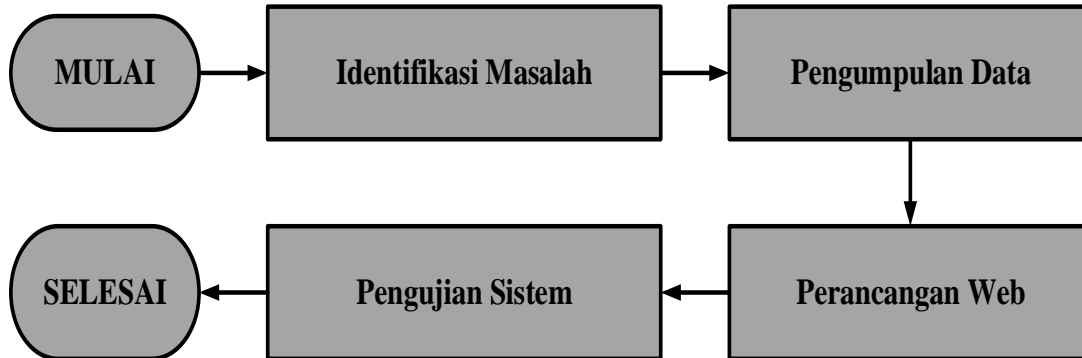 MULAI
Identifikasi Masalah
Pengumpulan Data
Perancangan Web
Pengujian Sistem
SELESAI